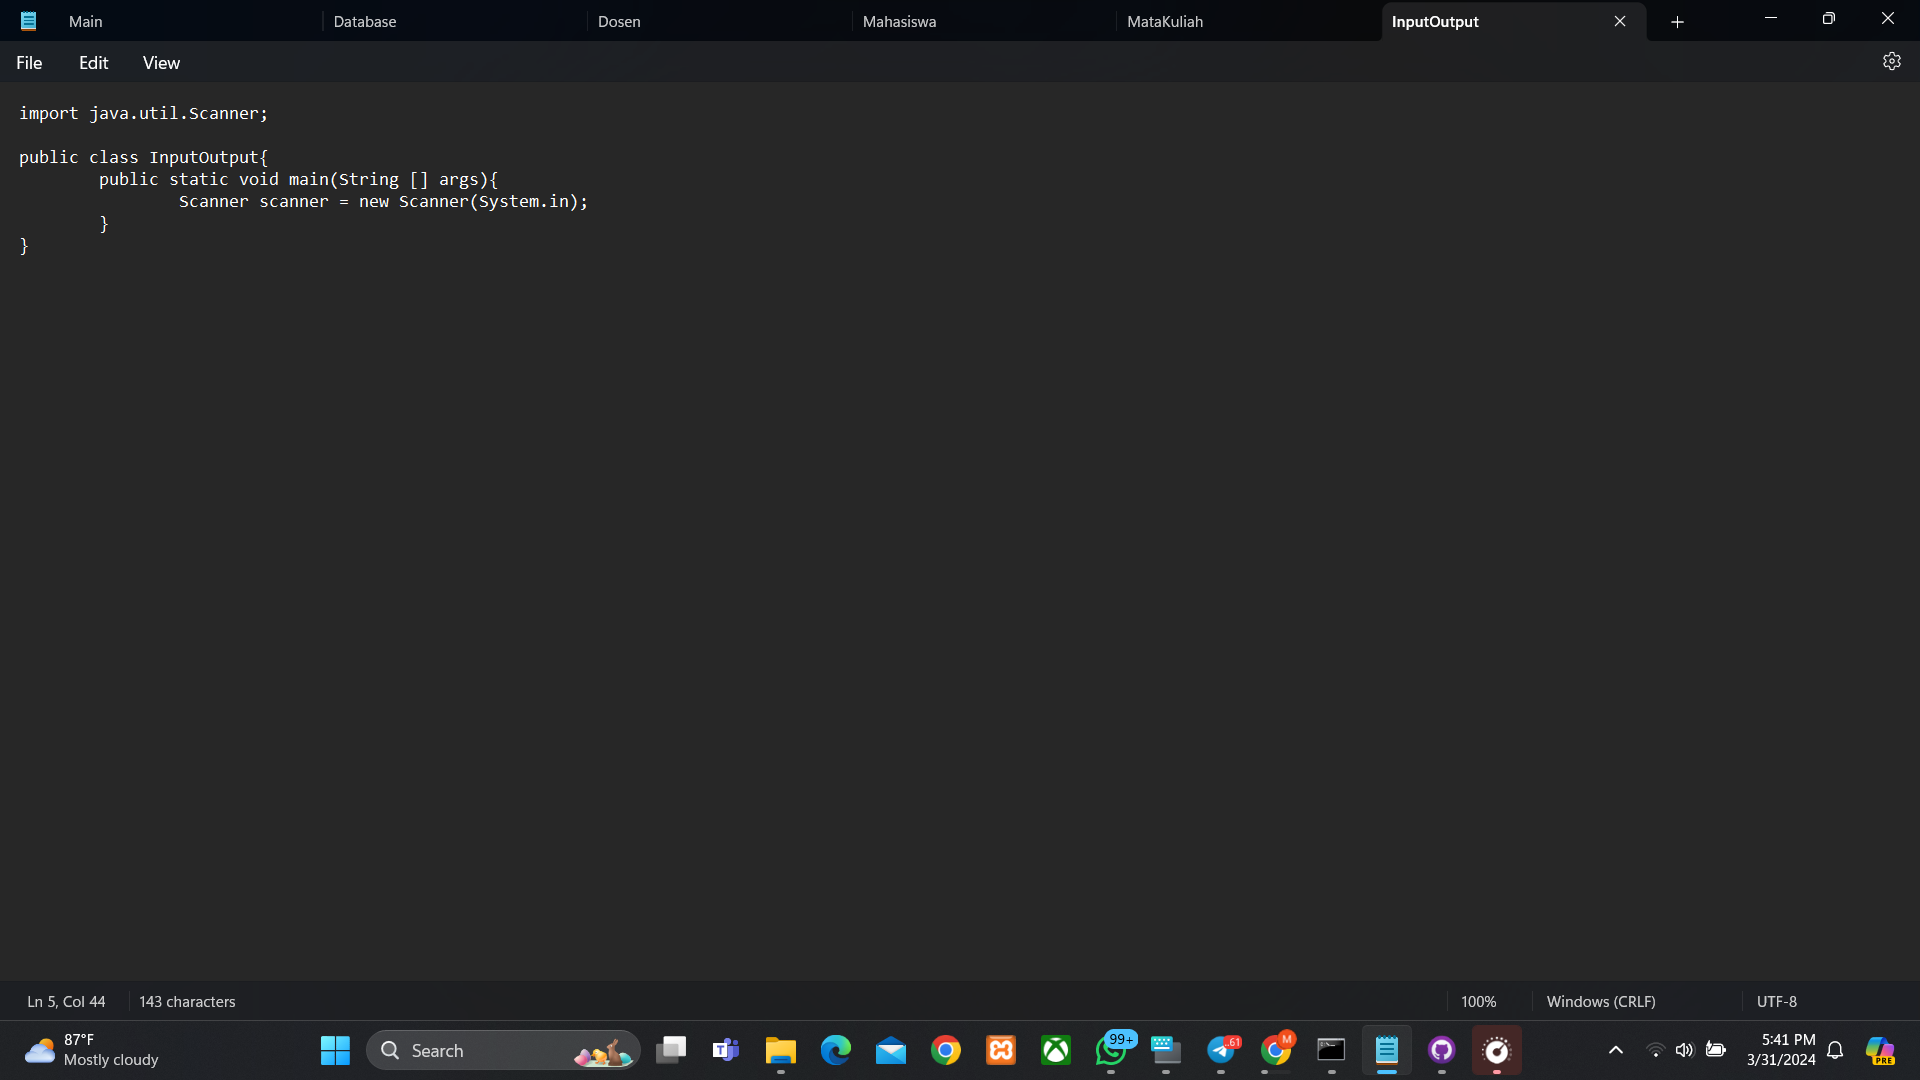 Main
Database
Dosen
Mahasiswa
MataKuliah
InputOutput
File
Edit
View
import java.util.Scanner;
public class InputOutput{
public static void main(String [] args){
Scanner scanner = new Scanner(System.in);
}
}
Ln 5, Col 44
143 characters
100%
Windows (CRLF)
UTF-8
87°F
Mostly cloudy
Search
T
99+
..61
M
5:41 PM
3/31/2024
PRE